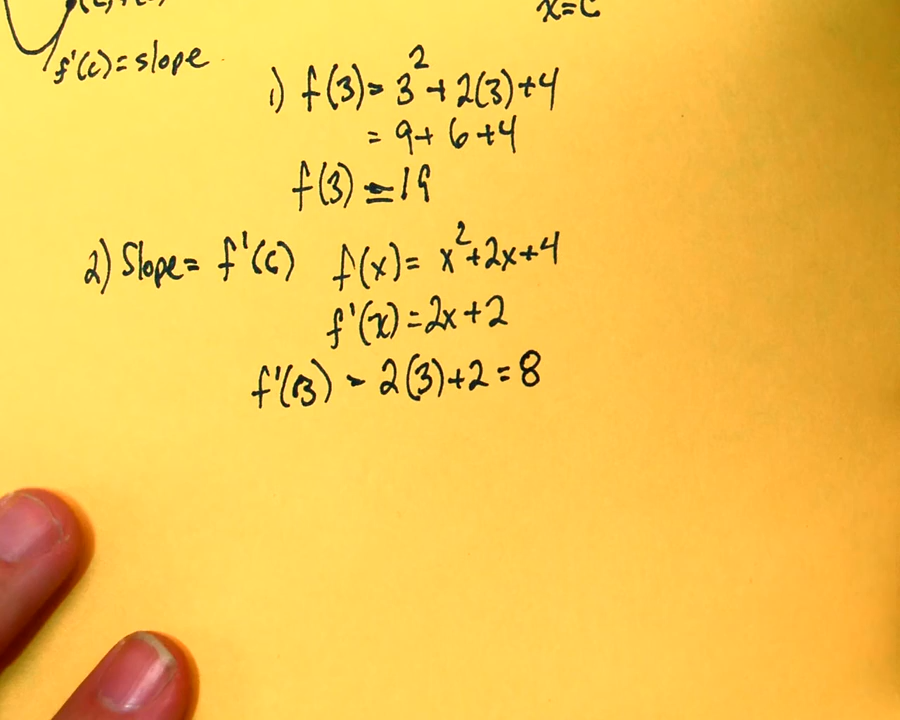 x=c
f'(c)=slope
1) f(3)= 3²+2(3)+4
= 9+6+4
f(3)=19
2) Slope= f'(c) f(x)= x²+2x+4
f'(x)=2x+2
f'(3) - 2(3)+2=8